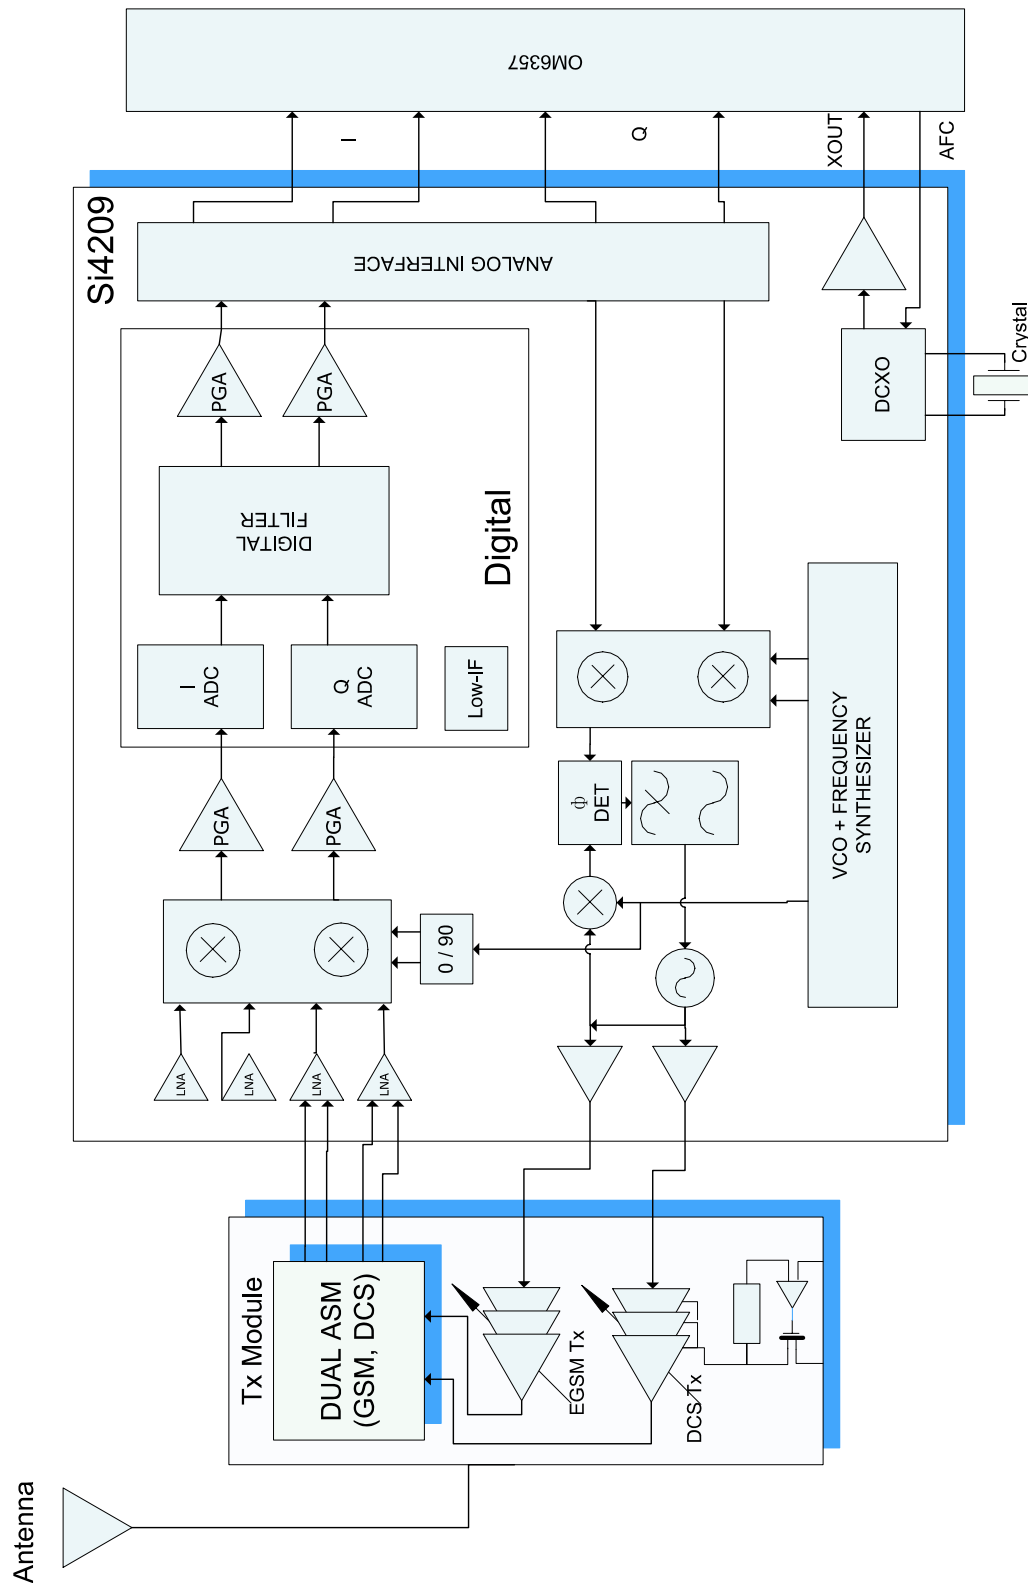 OM6357
I
Q
XOUT
AFC
Si4209
ANALOG INTERFACE
Crystal
PGA
PGA
DCXO
DIGITAL
FILTER
Digital
I
ADC
Q
ADC
Low-IF
PGA
PGA
Φ
DET
VCO + FREQUENCY
SYNTHESIZER
0 / 90
LNA
LNA
LNA
LNA
Tx Module
DUAL ASM
(GSM, DCS)
EGSM Tx
DCS Tx
Antenna